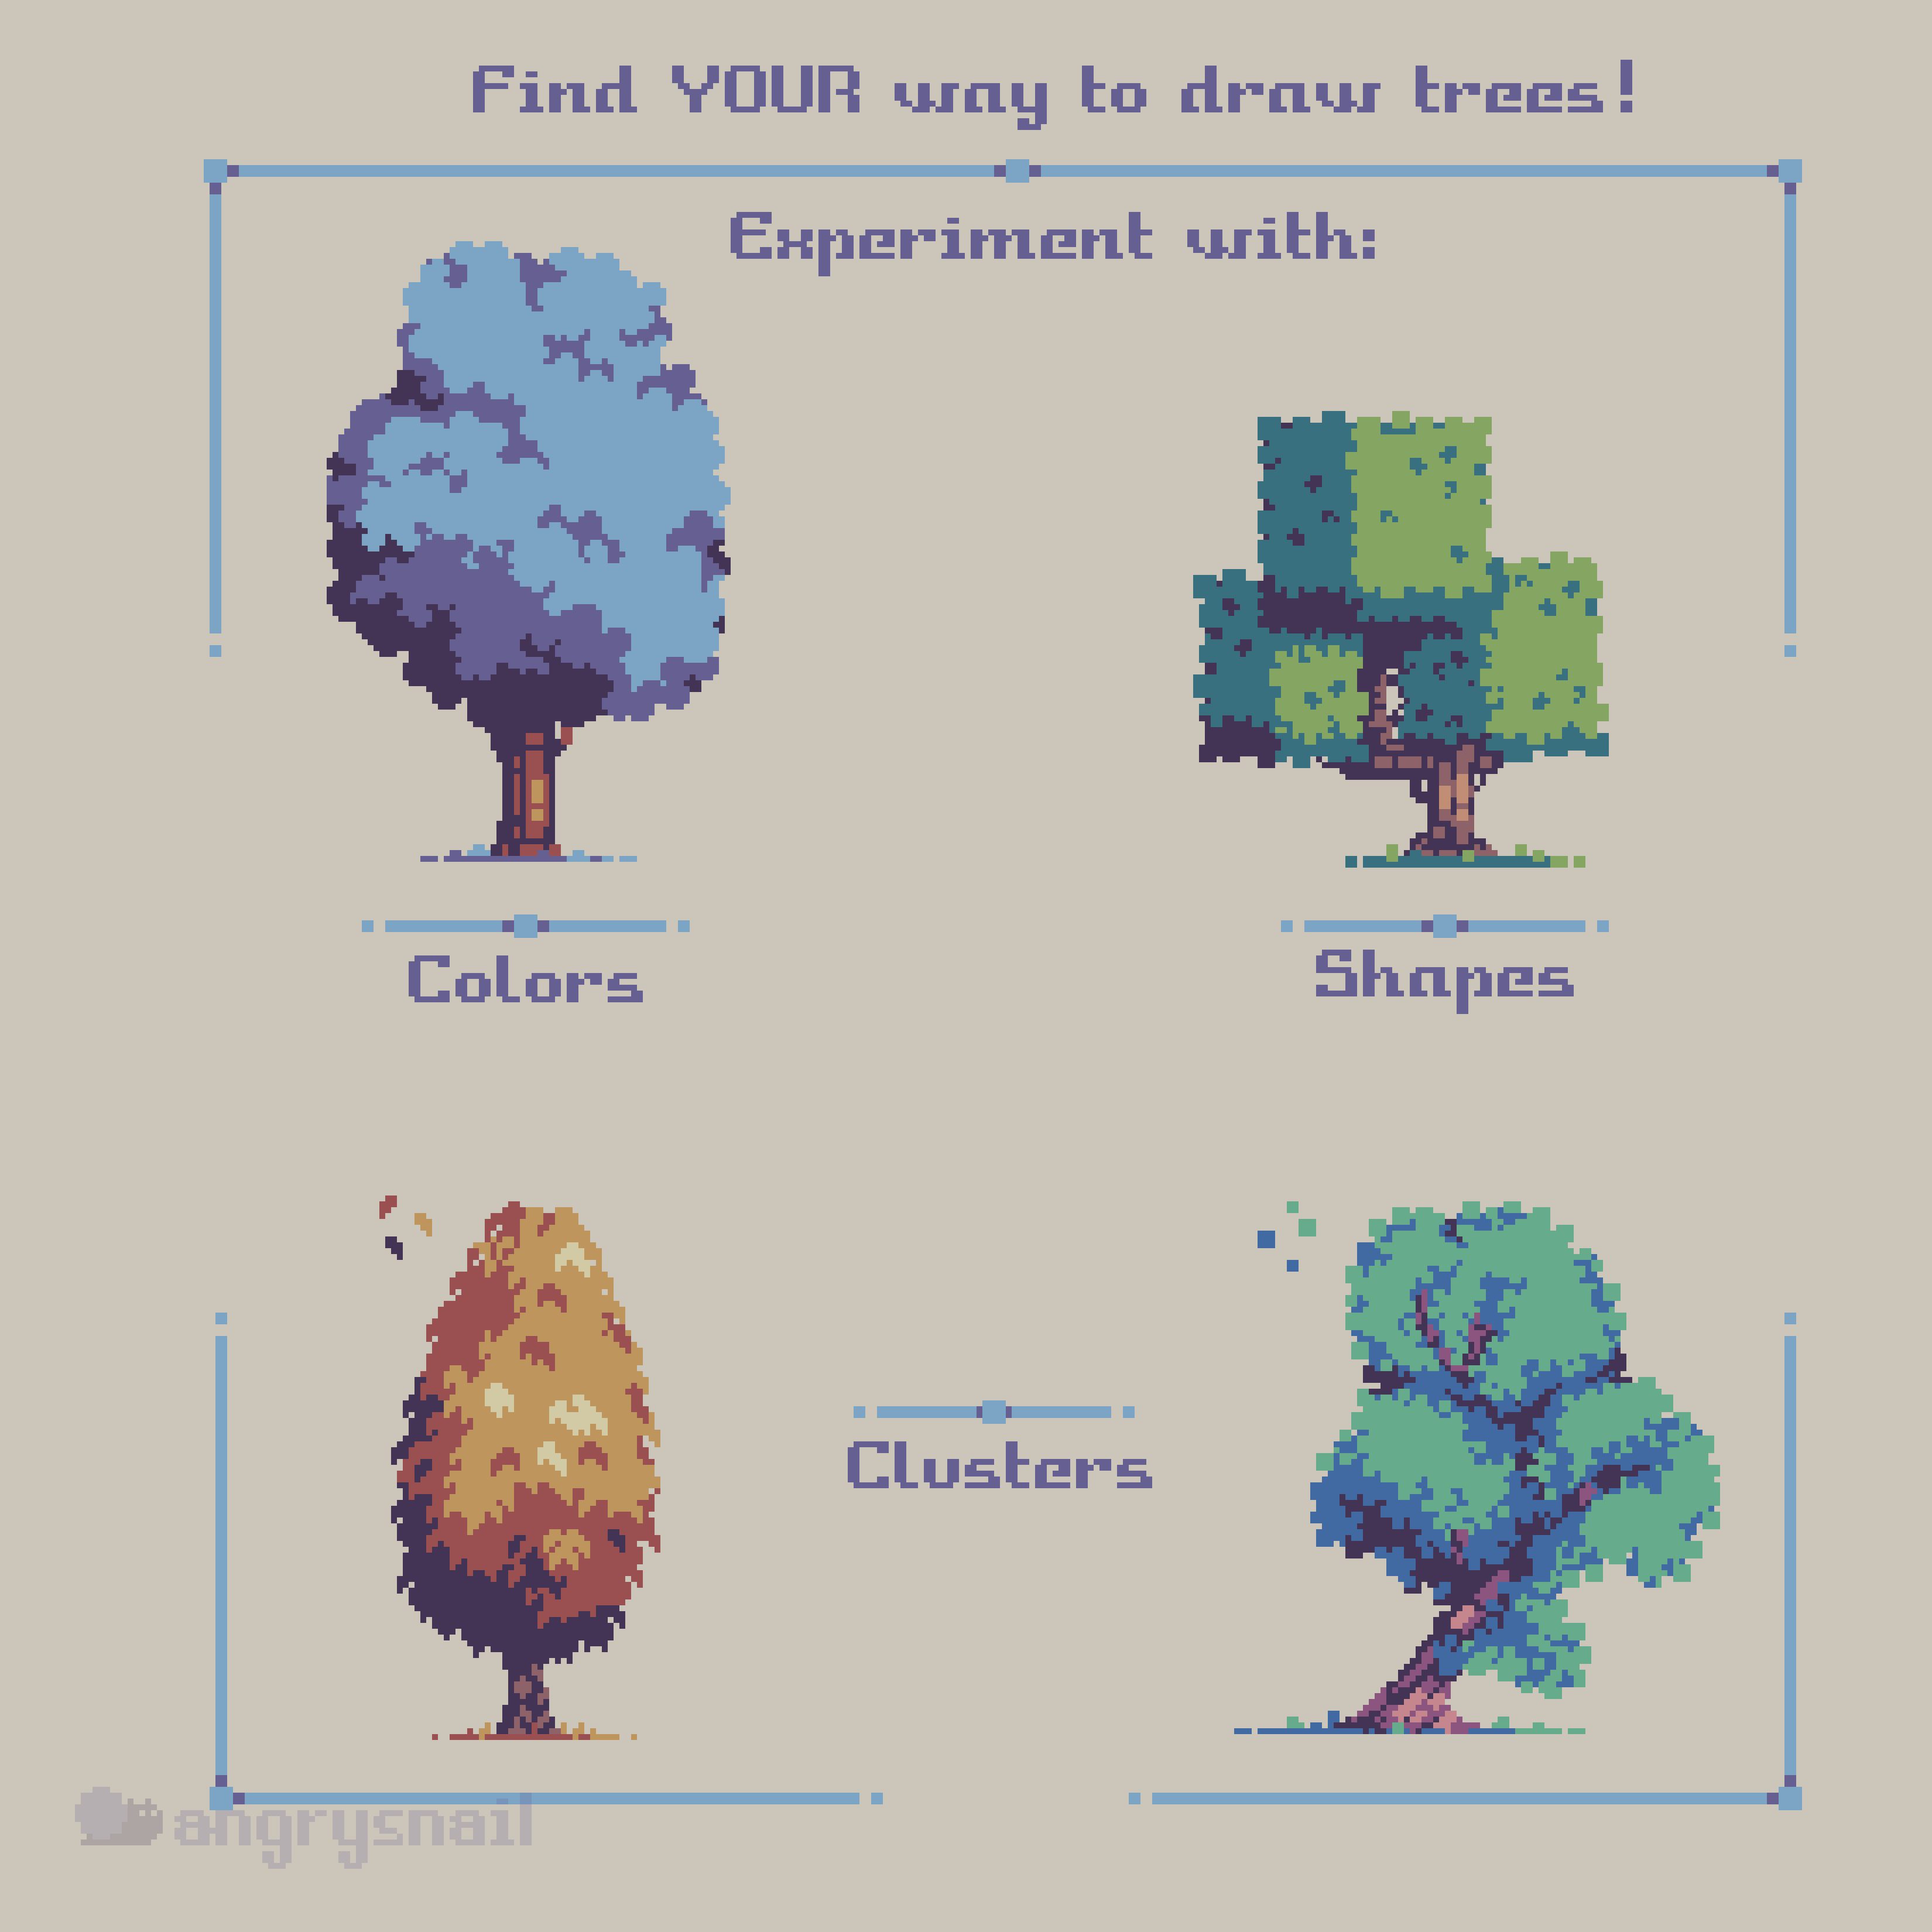 Find YOUR way to draw trees!
Experiment with:
Colors
Shapes
Clusters
angrysnail